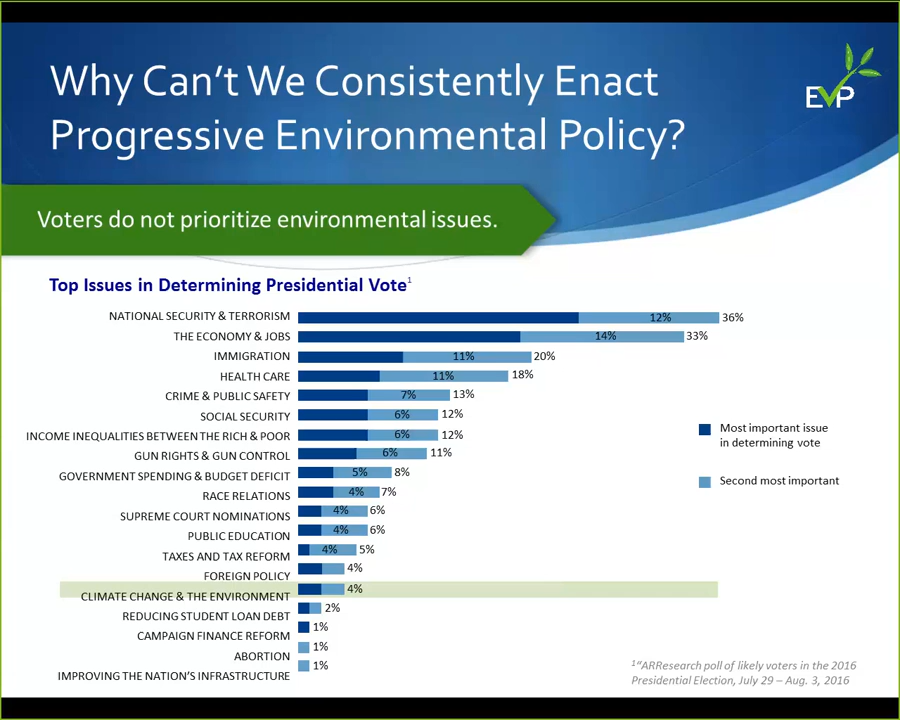 Why Can't We Consistently Enact
Progressive Environmental Policy?
EVP
Voters do not prioritize environmental issues.
Top Issues in Determining Presidential Vote1
NATIONAL SECURITY & TERRORISM 12% 36%
THE ECONOMY & JOBS 14% 33%
IMMIGRATION 11% 20%
HEALTH CARE 11% 18%
CRIME & PUBLIC SAFETY 7% 13%
SOCIAL SECURITY 6% 12%
INCOME INEQUALITIES BETWEEN THE RICH & POOR 6% 12%
GUN RIGHTS & GUN CONTROL 6% 11%
GOVERNMENT SPENDING & BUDGET DEFICIT 5% 8%
RACE RELATIONS 4% 7%
SUPREME COURT NOMINATIONS 4% 6%
PUBLIC EDUCATION 4% 6%
TAXES AND TAX REFORM 4% 5%
FOREIGN POLICY 4%
CLIMATE CHANGE & THE ENVIRONMENT 4%
REDUCING STUDENT LOAN DEBT 2%
CAMPAIGN FINANCE REFORM 1%
ABORTION 1%
IMPROVING THE NATION'S INFRASTRUCTURE 1%
Most important issue
in determining vote
Second most important
1"ARResearch poll of likely voters in the 2016
Presidential Election, July 29 – Aug. 3, 2016